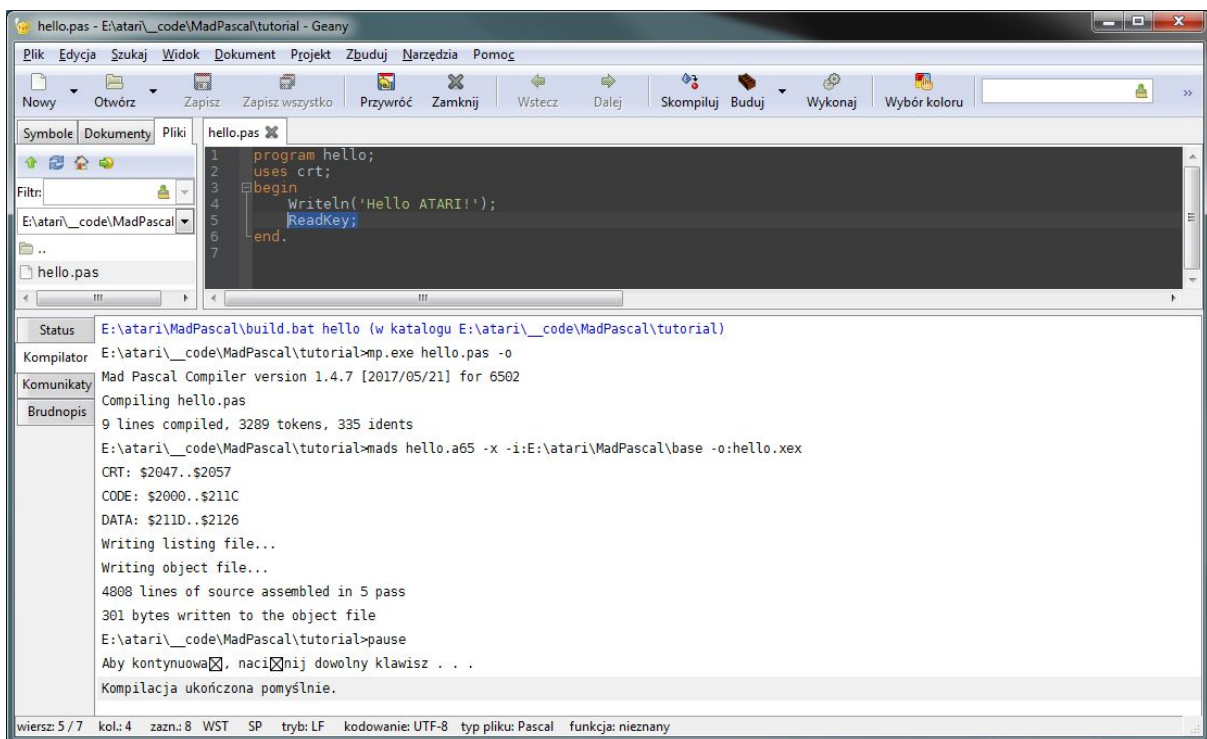 hello.pas - E:\atari\__code\MadPascal\tutorial - Geany
Plik Edycja Szukaj Widok Dokument Projekt Zbuduj Narzędzia Pomoc
Nowy Otwórz Zapisz Zapisz wszystko Przywróć Zamknij Wstecz Dalej Skompiluj Buduj Wykonaj Wybór koloru
Symbole Dokumenty Pliki
hello.pas
Filtr:
E:\atari\__code\MadPascal
..
hello.pas
1 program hello;
2 uses crt;
3 begin
4 Writeln('Hello ATARI!');
5 ReadKey;
6 end.
7
Status
Kompilator
Komunikaty
Brudnopis
E:\atari\MadPascal\build.bat hello (w katalogu E:\atari\__code\MadPascal\tutorial)
E:\atari\__code\MadPascal\tutorial>mp.exe hello.pas -o
Mad Pascal Compiler version 1.4.7 [2017/05/21] for 6502
Compiling hello.pas
9 lines compiled, 3289 tokens, 335 idents
E:\atari\__code\MadPascal\tutorial>mads hello.a65 -x -i:E:\atari\MadPascal\base -o:hello.xex
CRT: $2047..$2057
CODE: $2000..$211C
DATA: $211D..$2126
Writing listing file...
Writing object file...
4808 lines of source assembled in 5 pass
301 bytes written to the object file
E:\atari\__code\MadPascal\tutorial>pause
Aby kontynuowa☒, naci☒nij dowolny klawisz . . .
Kompilacja ukończona pomyślnie.
wiersz: 5 / 7 kol.: 4 zazn.: 8 WST SP tryb: LF kodowanie: UTF-8 typ pliku: Pascal funkcja: nieznany